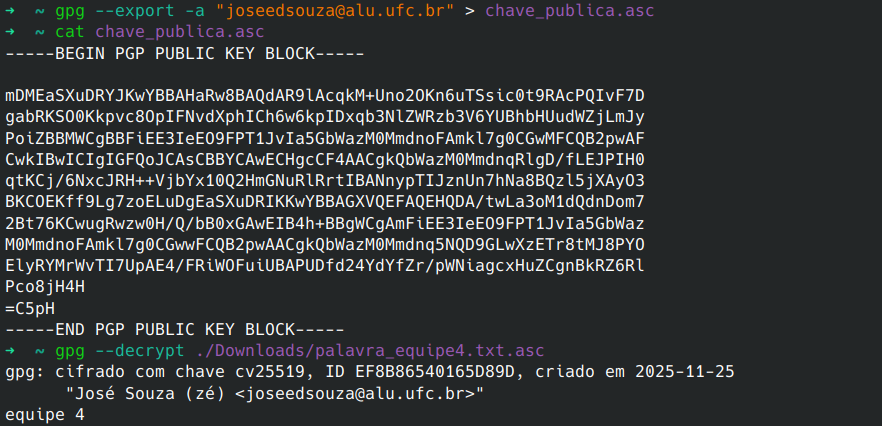 → ~ gpg --export -a "joseedsouza@alu.ufc.br" > chave_publica.asc
→ ~ cat chave_publica.asc
-----BEGIN PGP PUBLIC KEY BLOCK-----
mDMEaSXuDRYJKwYBBAHaRw8BAQdAR9lAcqkM+Uno2OKn6uTSsic0t9RAcPQIvF7D
gabRKSO0Kkpvc8OpIFNvdXphICh6w6kpIDxqb3NlZWRzb3V6YUBhbHUudWZjLmJy
PoiZBBMWCgBBFiEE3IeEO9FPT1JvIa5GbWazM0MmdnoFAmkl7g0CGwMFCQB2pwAF
CwkIBwICIgIGFQoJCAsCBBYCAwECHgcCF4AACgkQbWazM0MmdnqRlgD/fLEJPIH0
qtKCj/6NxcJRH++VjbYx10Q2HmGNuRlRrtIBANnypTIJznUn7hNa8BQzl5jXAyO3
BKCOEKff9Lg7zoELuDgEaSXuDRIKKwYBBAGXVQEFAQEHQDA/twLa3oM1dQdnDom7
2Bt76KCwugRwzw0H/Q/bB0xGAwEIB4h+BBgWCgAmFiEE3IeEO9FPT1JvIa5GbWaz
M0MmdnoFAmkl7g0CGwwFCQB2pwAACgkQbWazM0Mmdnq5NQD9GLwXzETr8tMJ8PYO
ElyRYMrWvTI7UpAE4/FRiWOFuiUBAPUDfd24YdYfZr/pWNiagcxHuZCgnBkRZ6Rl
Pco8jH4H
=C5pH
-----END PGP PUBLIC KEY BLOCK-----
→ ~ gpg --decrypt ./Downloads/palavra_equipe4.txt.asc
gpg: cifrado com chave cv25519, ID EF8B86540165D89D, criado em 2025-11-25
"José Souza (zé) <joseedsouza@alu.ufc.br>"
equipe 4